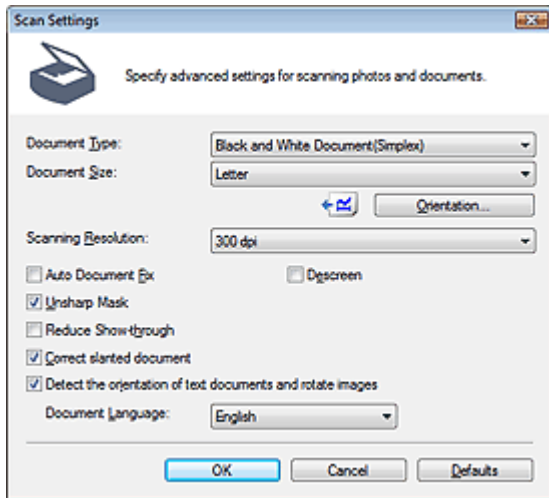 Scan Settings
Specify advanced settings for scanning photos and documents.
Document Type: Black and White Document(Simplex)
Document Size: Letter
Orientation...
Scanning Resolution: 300 dpi
Auto Document Fix Descreen
Unsharp Mask
Reduce Show-through
Correct slanted document
Detect the orientation of text documents and rotate images
Document Language: English
OK Cancel Defaults